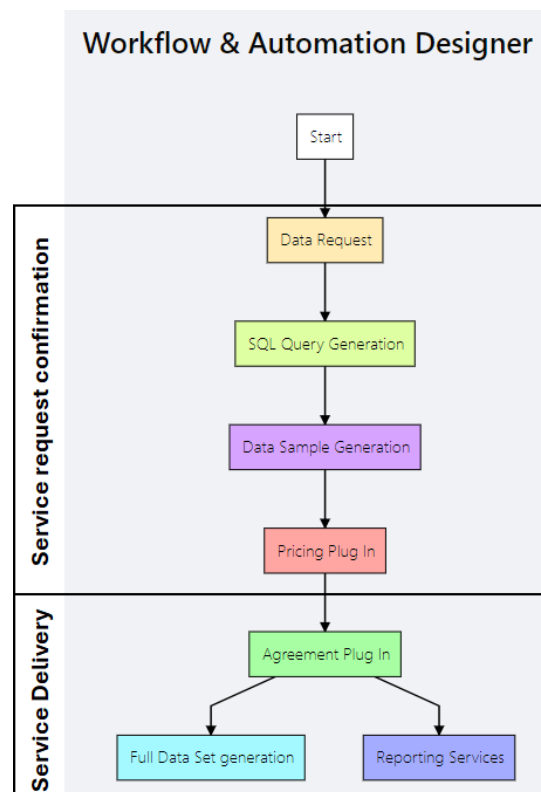 Workflow & Automation Designer
Start
Service request confirmation
Data Request
SQL Query Generation
Data Sample Generation
Pricing Plug In
Service Delivery
Agreement Plug In
Full Data Set generation
Reporting Services